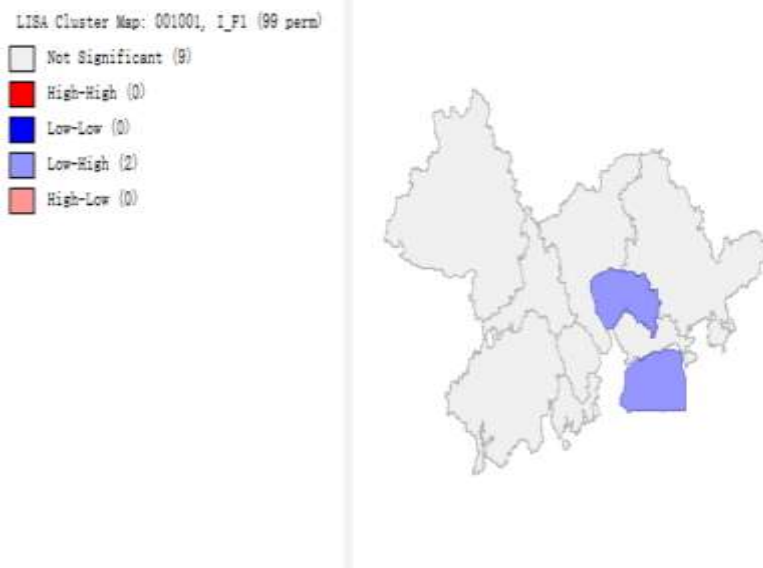 LISA Cluster Map: 001001, I_F1 (99 perm)
Not Significant (9)
High-High (0)
Low-Low (0)
Low-High (2)
High-Low (0)